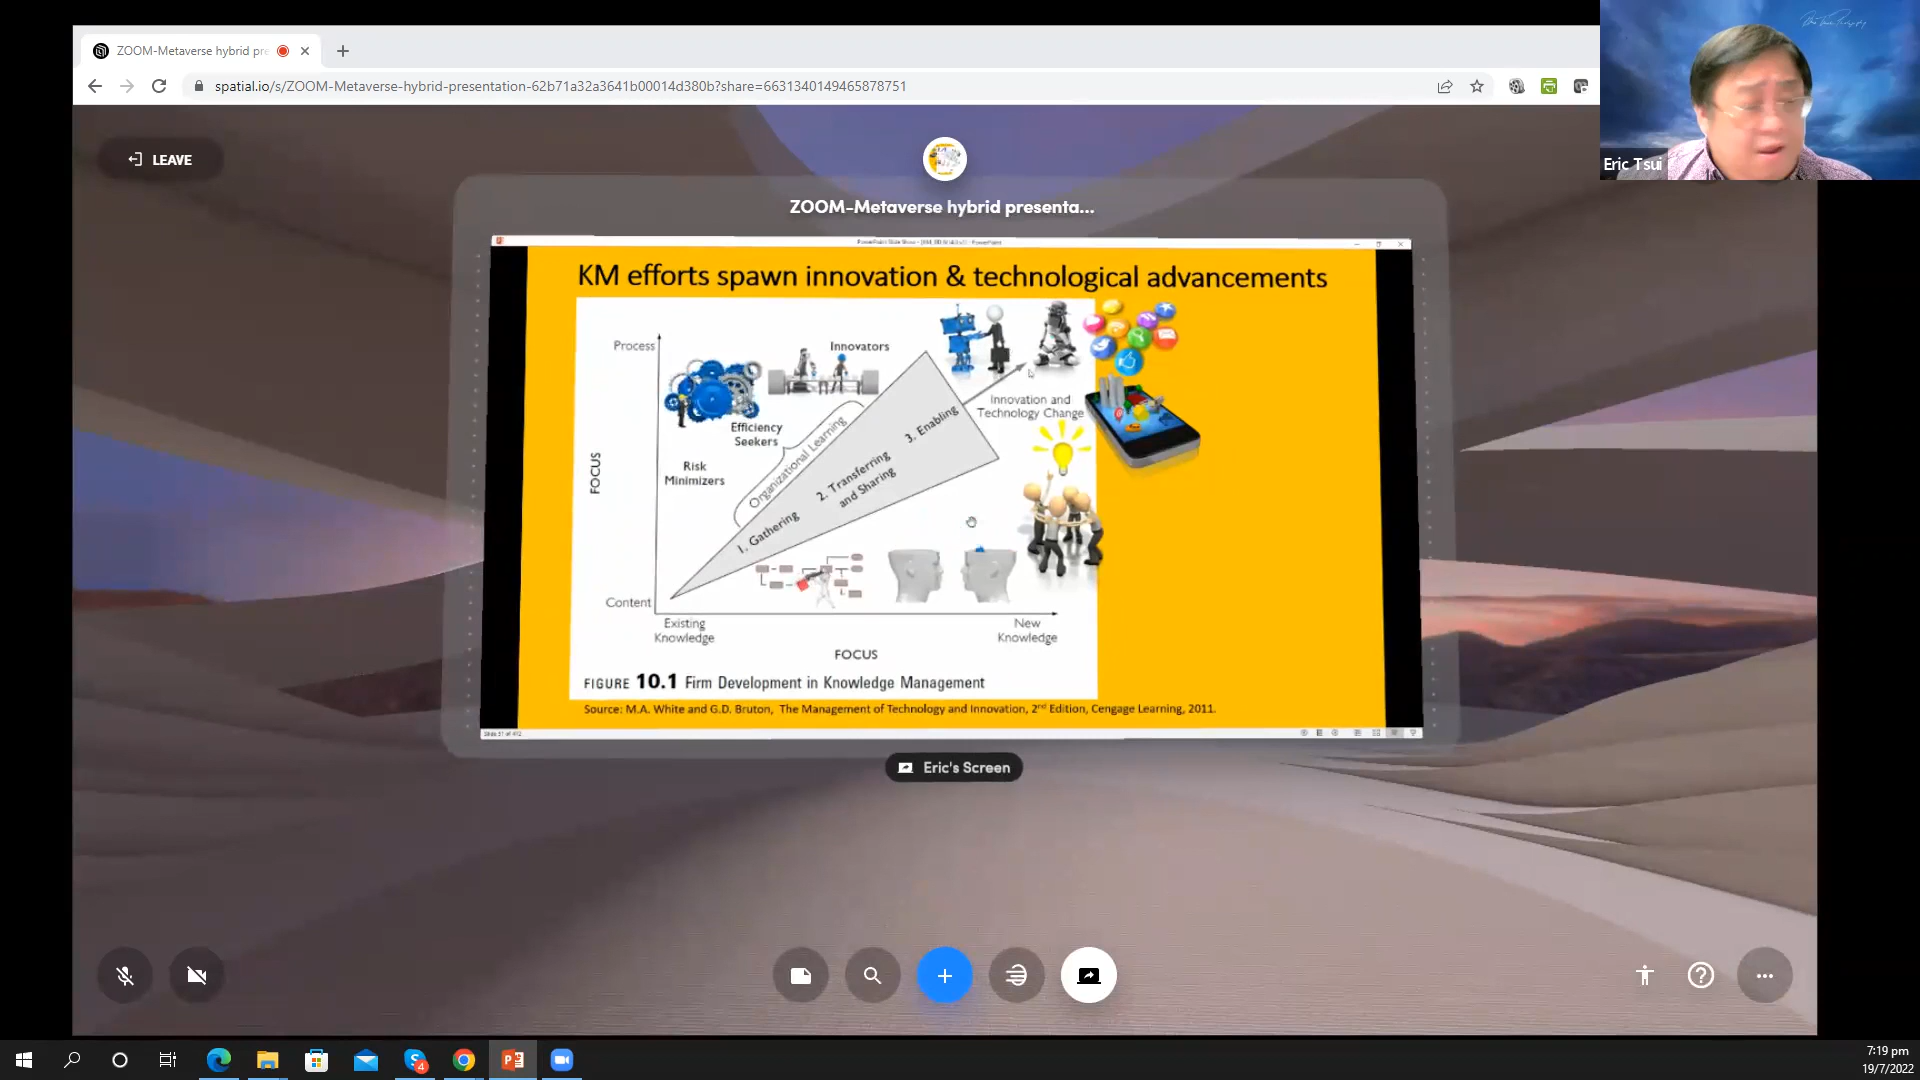 ZOOM-Metaverse hybrid pre
spatial.io/s/ZOOM-Metaverse-hybrid-presentation-62b71a32a3641b00014d380b?share=6631340149465878751
LEAVE
Eric Tsui
ZOOM-Metaverse hybrid presenta...
KM efforts spawn innovation & technological advancements
Process
Innovators
Efficiency
Seekers
Risk
Minimizers
FOCUS
Organizational Learning
1. Gathering
2. Transferring
and Sharing
3. Enabling
Innovation and
Technology Change
Content
Existing
Knowledge
New
Knowledge
FOCUS
FIGURE 10.1 Firm Development in Knowledge Management
Source: M.A. White and G.D. Bruton, The Management of Technology and Innovation, 2nd Edition, Cengage Learning, 2011.
Eric's Screen
4
7:19 pm
19/7/2022